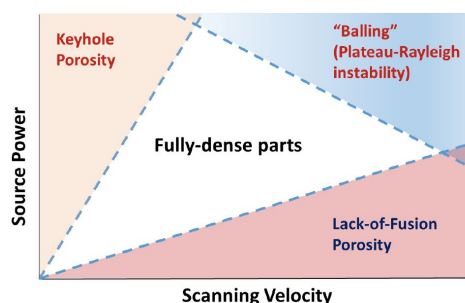 Keyhole
Porosity
“Balling”
(Plateau-Rayleigh
instability)
Source Power
Fully-dense parts
Lack-of-Fusion
Porosity
Scanning Velocity